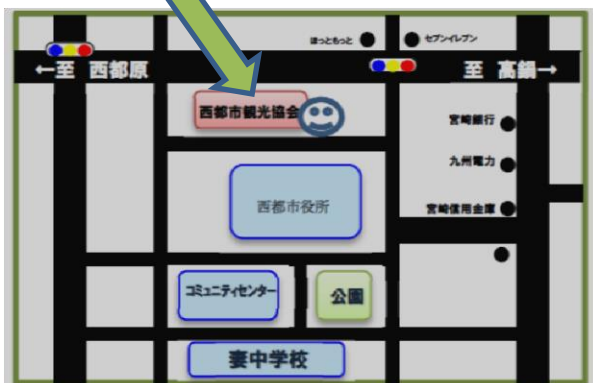 ほっともっと
セブンイレブン
←至 西都原
至 高鍋→
西都市観光協会
宮崎銀行
九州電力
西都市役所
宮崎信用金庫
コミュニティセンター
公園
妻中学校